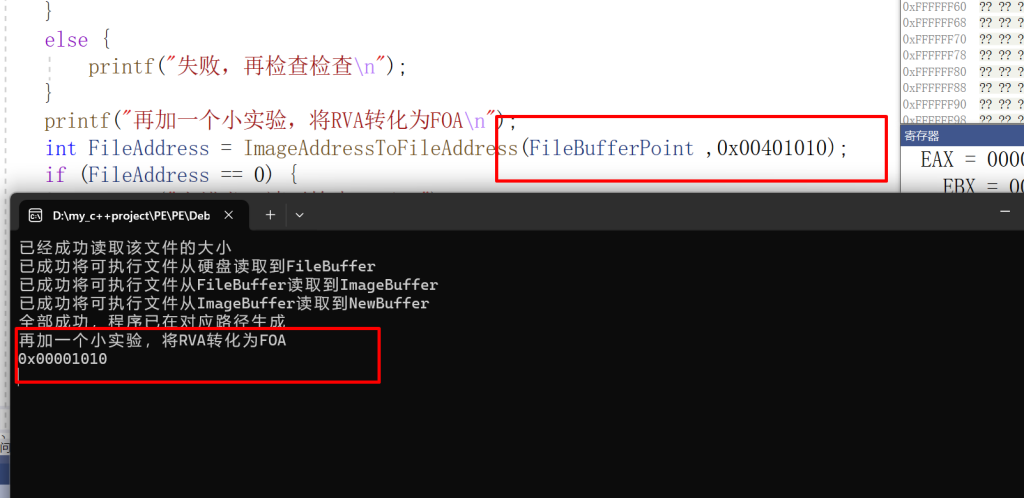 }
else {
printf("失败，再检查检查\n");
}
printf("再加一个小实验，将RVA转化为FOA\n");
int FileAddress = ImageAddressToFileAddress(FileBufferPoint ,0x00401010);
if (FileAddress == 0) {
0xFFFFFF60 ?? ?? ?
0xFFFFFF68 ?? ?? ?
0xFFFFFF70 ?? ?? ?
0xFFFFFF78 ?? ?? ?
0xFFFFFF80 ?? ?? ?
0xFFFFFF88 ?? ?? ?
0xFFFFFF90 ?? ?? ?
0xFFFFFF98 ?? ?? ?
寄存器
EAX = 0000
EBX = 00
D:\my_c++project\PE\PE\Deb
已经成功读取该文件的大小
已成功将可执行文件从硬盘读取到FileBuffer
已成功将可执行文件从FileBuffer读取到ImageBuffer
已成功将可执行文件从ImageBuffer读取到NewBuffer
全部成功，程序已在对应路径生成
再加一个小实验，将RVA转化为FOA
0x00001010